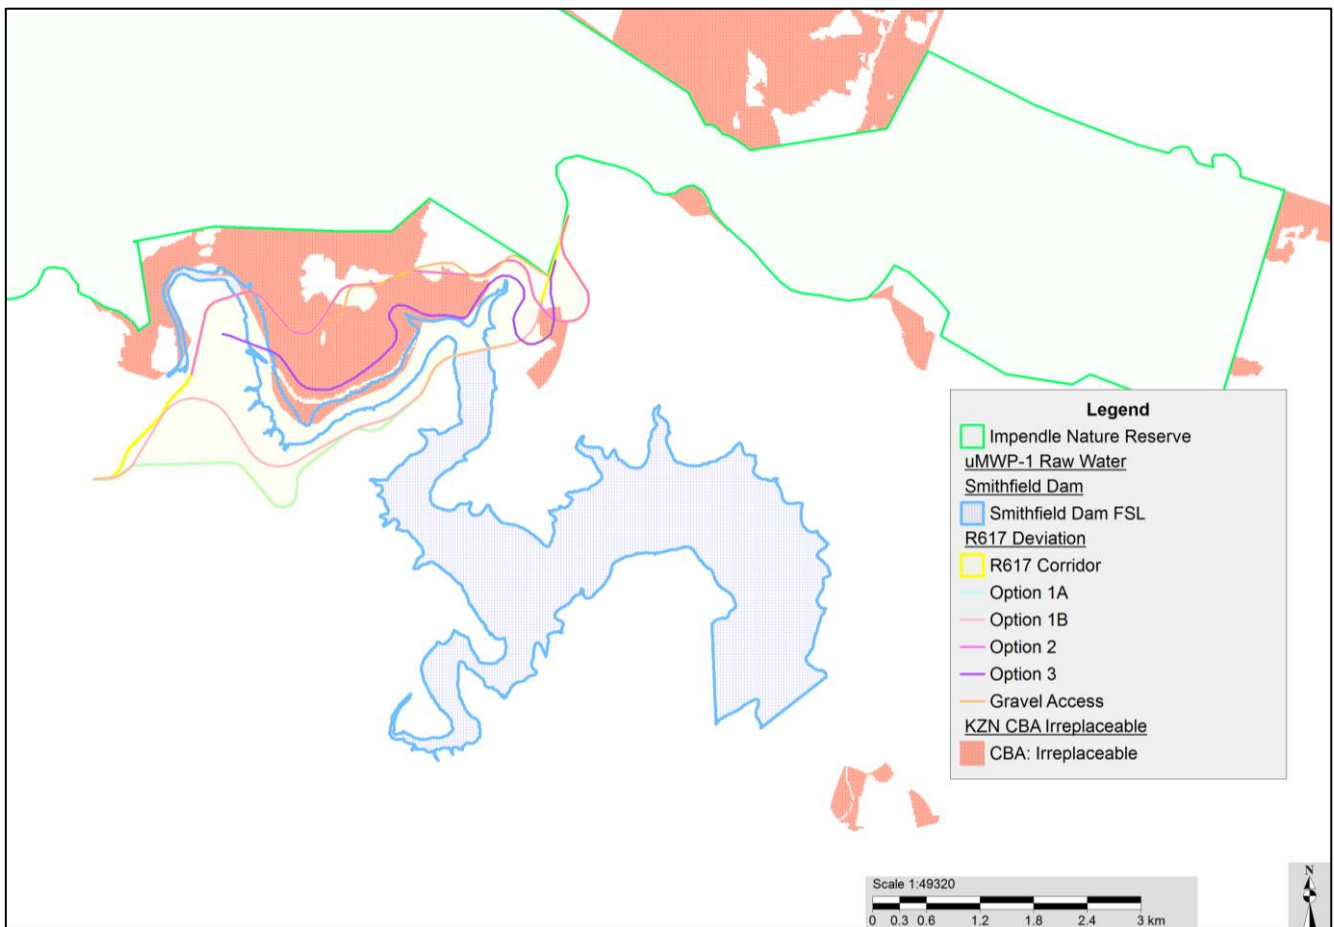 Legend
Impendle Nature Reserve
uMWP-1 Raw Water
Smithfield Dam
Smithfield Dam FSL
R617 Deviation
R617 Corridor
Option 1A
Option 1B
Option 2
Option 3
Gravel Access
KZN CBA Irreplaceable
CBA: Irreplaceable
Scale 1:49320
0 0.3 0.6 1.2 1.8 2.4 3 km
N